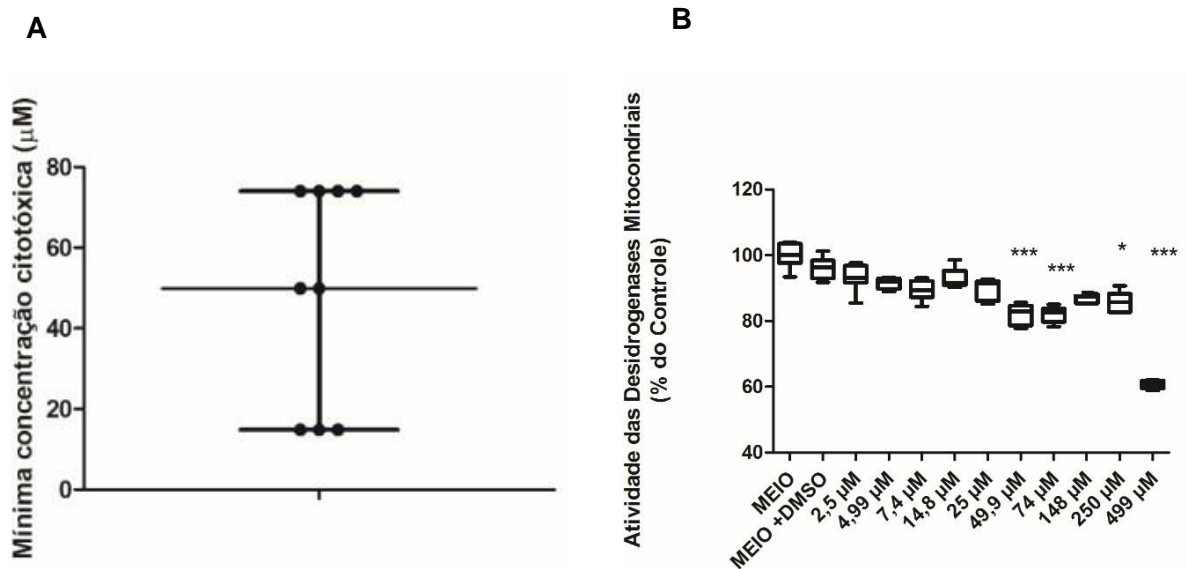 A
Mínima concentração citotóxica (µM)
80
60
40
20
0
B
Atividade das Desidrogenases Mitocondriais
(% do Controle)
120
100
80
60
40
***
***
*
***
MEIO
MEIO +DMSO
2,5 µM
4,99 µM
7,4 µM
14,8 µM
25 µM
49,9 µM
74 µM
148 µM
250 µM
499 µM